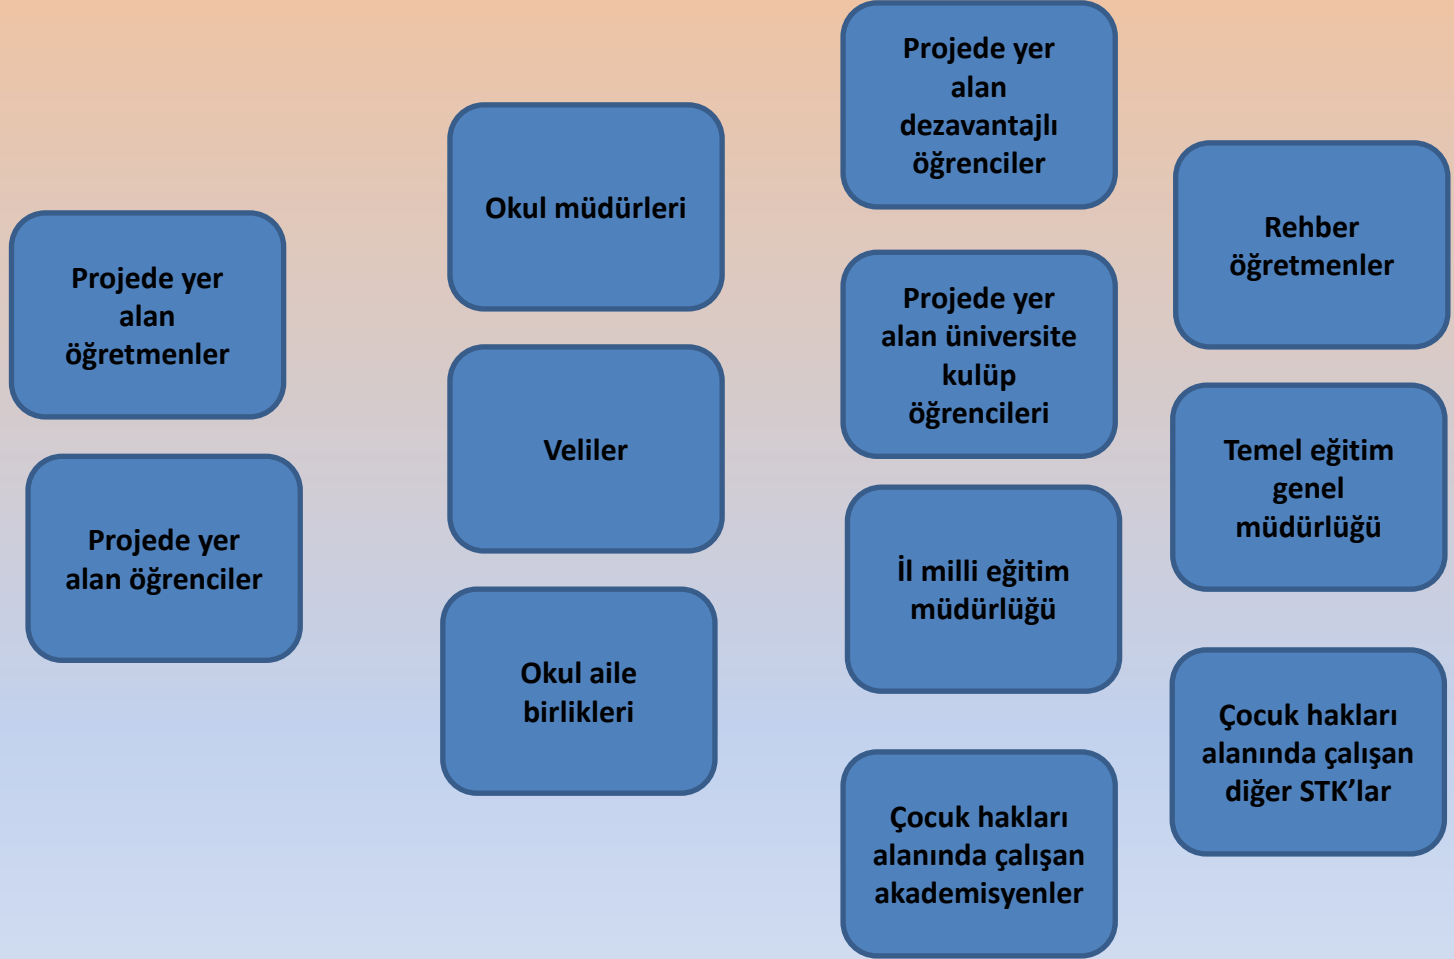 Projede yer
alan
öğretmenler
Projede yer
alan öğrenciler
Okul müdürleri
Veliler
Okul aile
birlikleri
Projede yer
alan
dezavantajlı
öğrenciler
Projede yer
alan üniversite
kulüp
öğrencileri
İl milli eğitim
müdürlüğü
Çocuk hakları
alanında çalışan
akademisyenler
Rehber
öğretmenler
Temel eğitim
genel
müdürlüğü
Çocuk hakları
alanında çalışan
diğer STK’lar